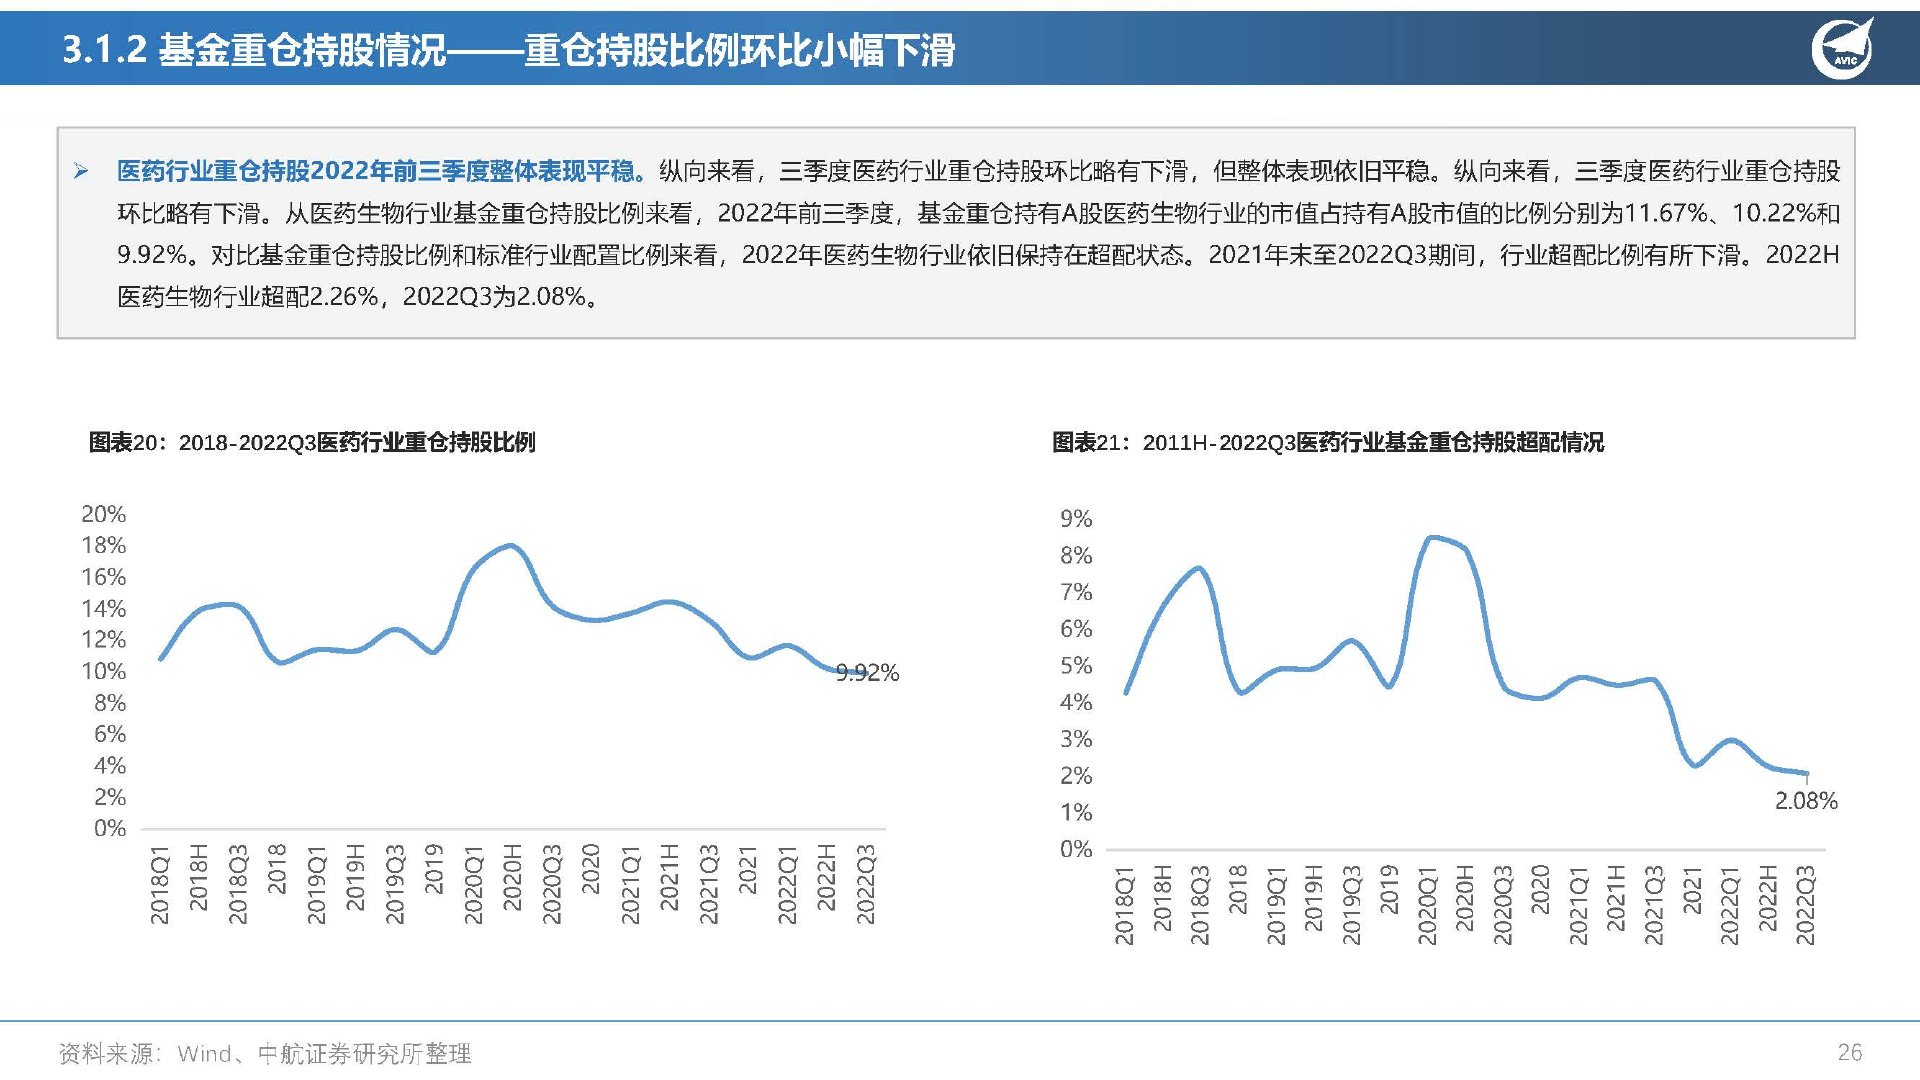 3.1.2 基金重仓持股情况——重仓持股比例环比小幅下滑
AVIC
医药行业重仓持股2022年前三季度整体表现平稳。纵向来看，三季度医药行业重仓持股环比略有下滑，但整体表现依旧平稳。纵向来看，三季度医药行业重仓持股
环比略有下滑。从医药生物行业基金重仓持股比例来看，2022年前三季度，基金重仓持有A股医药生物行业的市值占持有A股市值的比例分别为11.67%、10.22%和
9.92%。对比基金重仓持股比例和标准行业配置比例来看，2022年医药生物行业依旧保持在超配状态。2021年末至2022Q3期间，行业超配比例有所下滑。2022H
医药生物行业超配2.26%，2022Q3为2.08%。
图表20：2018-2022Q3医药行业重仓持股比例
20%
18%
16%
14%
12%
10%
8%
6%
4%
2%
0%
9.92%
2018Q1
2018H
2018Q3
2018
2019Q1
2019H
2019Q3
2019
2020Q1
2020H
2020Q3
2020
2021Q1
2021H
2021Q3
2021
2022Q1
2022H
2022Q3
图表21：2011H-2022Q3医药行业基金重仓持股超配情况
9%
8%
7%
6%
5%
4%
3%
2%
1%
0%
2.08%
2018Q1
2018H
2018Q3
2018
2019Q1
2019H
2019Q3
2019
2020Q1
2020H
2020Q3
2020
2021Q1
2021H
2021Q3
2021
2022Q1
2022H
2022Q3
资料来源：Wind、中航证券研究所整理
26